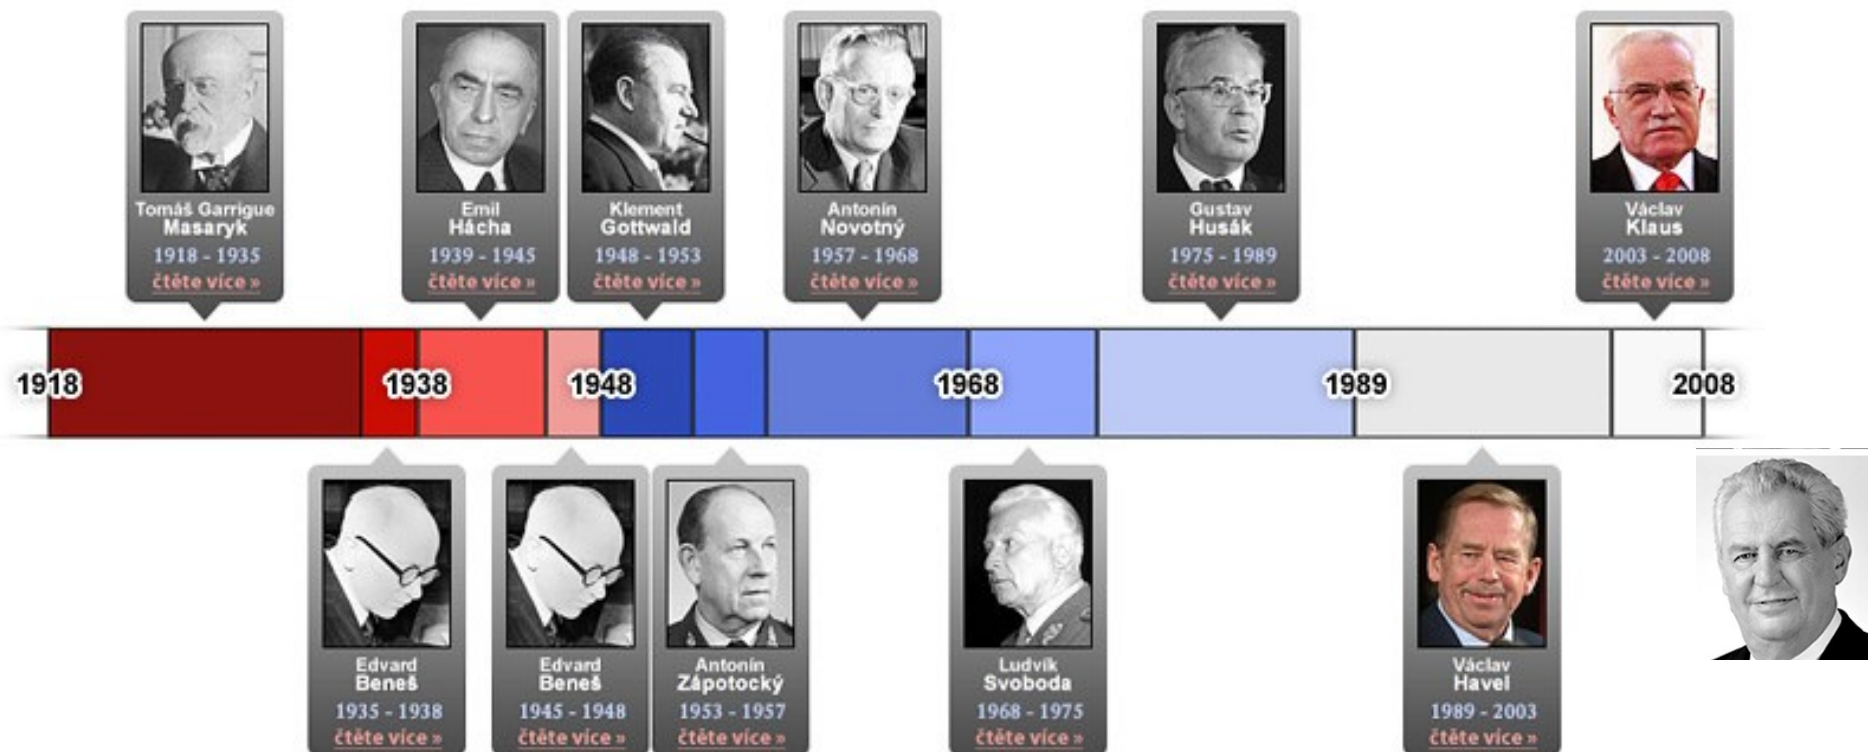 Tomáš Garrigue
Masaryk
1918 - 1935
čtěte více »
Emil
Hácha
1939 - 1945
čtěte více »
Klement
Gottwald
1948 - 1953
čtěte více »
Antonín
Novotný
1957 - 1968
čtěte více »
Gustav
Husák
1975 - 1989
čtěte více »
Václav
Klaus
2003 - 2008
čtěte více »
1918
1938
1948
1968
1989
2008
Edvard
Beneš
1935 - 1938
čtěte více »
Edvard
Beneš
1945 - 1948
čtěte více »
Antonín
Zápotocký
1953 - 1957
čtěte více »
Ludvík
Svoboda
1968 - 1975
čtěte více »
Václav
Havel
1989 - 2003
čtěte více »